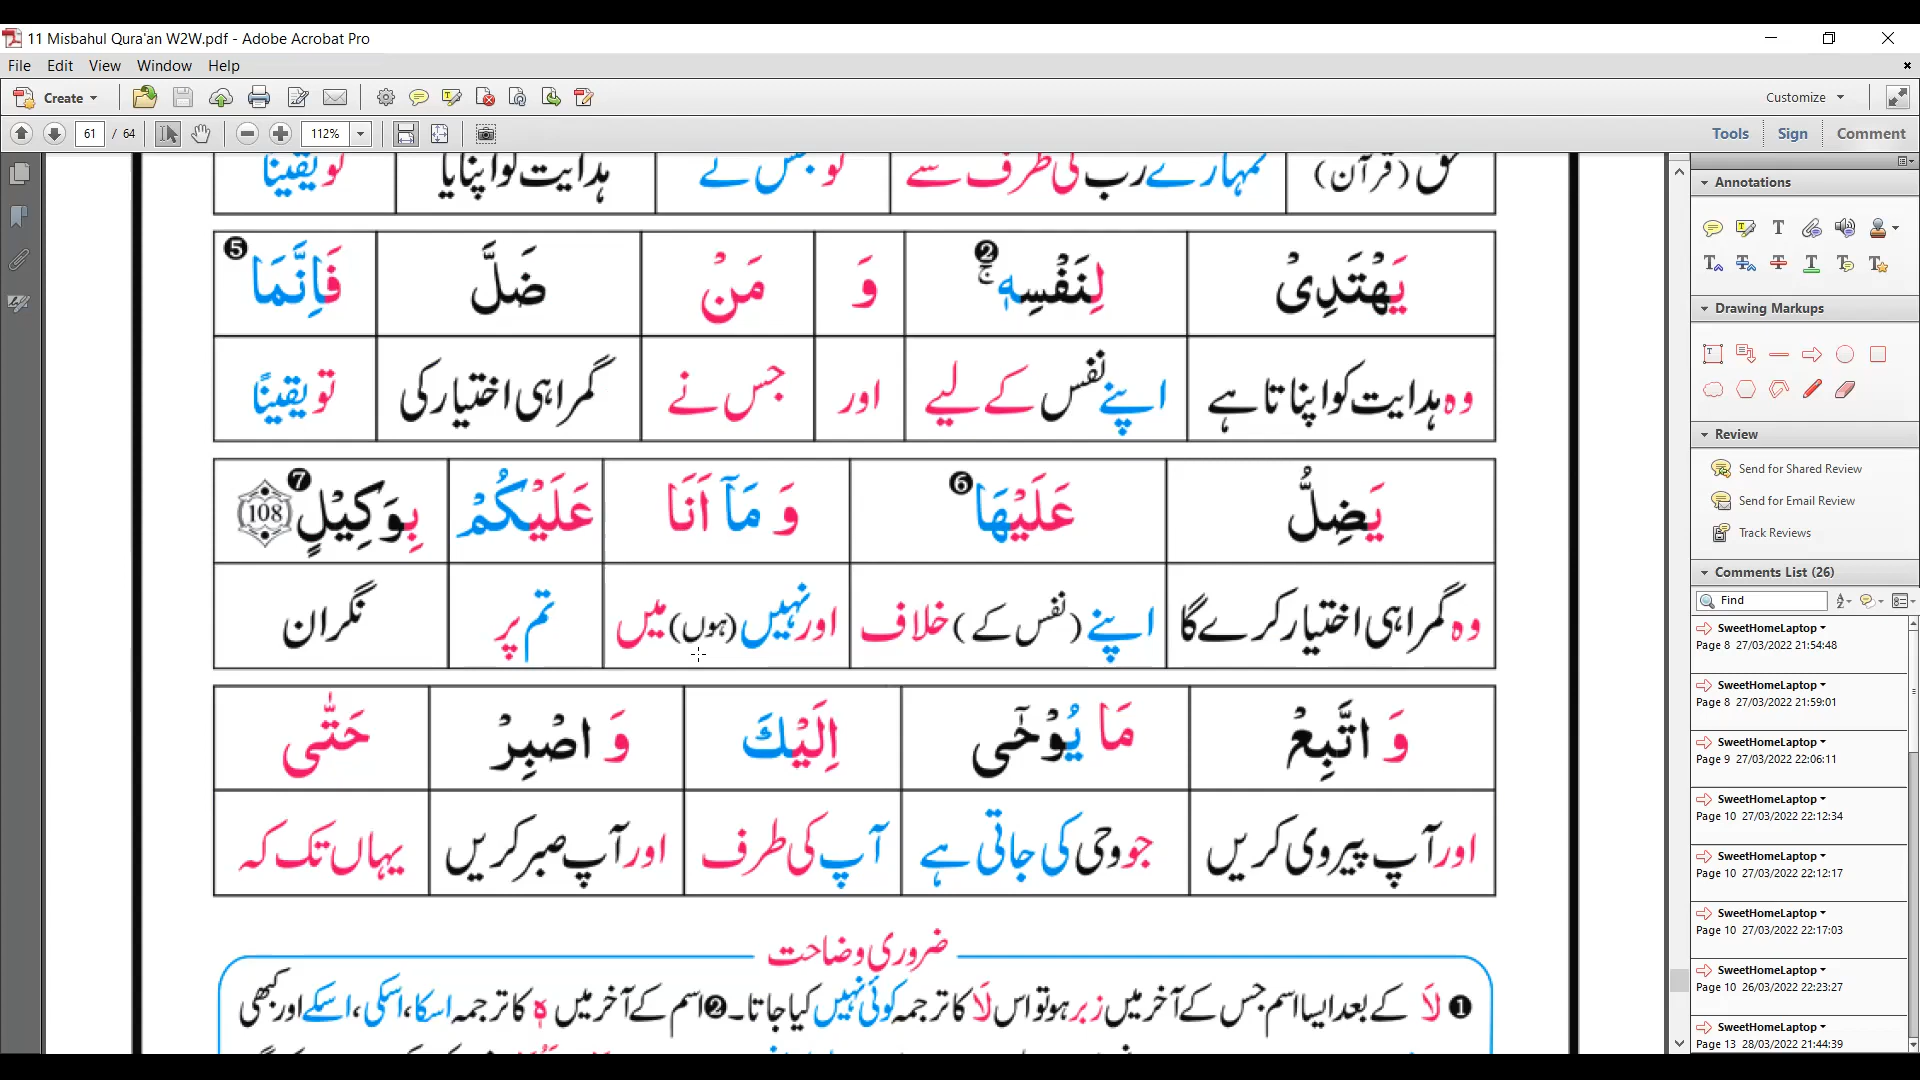 11 Misbahul Qura'an W2W.pdf - Adobe Acrobat Pro
File Edit View Window Help
Create Customize
61 / 64 112% Tools Sign Comment
حق (قرآن) تمہارے رب کی طرف سے تو جس نے ہدایت کو اپنایا تو یقیناً
یَهْتَدِیْ لِنَفْسِهٖ ۚ ❷ وَ مَنْ ضَلَّ فَاِنَّمَا ❺
وہ ہدایت کو اپناتا ہے اپنے نفس کے لیے اور جس نے گمراہی اختیار کی تو یقیناً
یَضِلُّ عَلَیْهَا ❻ وَ مَاۤ اَنَا عَلَیْكُمْ بِوَكِیْلٍ ❼ 108
وہ گمراہی اختیار کرے گا اپنے (نفس کے) خلاف اور نہیں (ہوں) میں تم پر نگران
وَ اتَّبِعْ مَا یُوْحٰۤی اِلَیْكَ وَ اصْبِرْ حَتّٰی
اور آپ پیروی کریں جو وحی کی جاتی ہے آپ کی طرف اور آپ صبر کریں یہاں تک کہ
ضروری وضاحت
❶ لَا کے بعد ایسا اسم جس کے آخر میں زبر ہو تو اس لَا کا ترجمہ کوئی نہیں کیا جاتا۔ ❷ اسم کے آخر میں ہٖ کا ترجمہ اسکا، اسکی، اسکے اور کبھی
Annotations
Drawing Markups
Review
Send for Shared Review
Send for Email Review
Track Reviews
Comments List (26)
Find
SweetHomeLaptop
Page 8 27/03/2022 21:54:48
SweetHomeLaptop
Page 8 27/03/2022 21:59:01
SweetHomeLaptop
Page 9 27/03/2022 22:06:11
SweetHomeLaptop
Page 10 27/03/2022 22:12:34
SweetHomeLaptop
Page 10 27/03/2022 22:12:17
SweetHomeLaptop
Page 10 27/03/2022 22:17:03
SweetHomeLaptop
Page 10 26/03/2022 22:23:27
SweetHomeLaptop
Page 13 28/03/2022 21:44:39